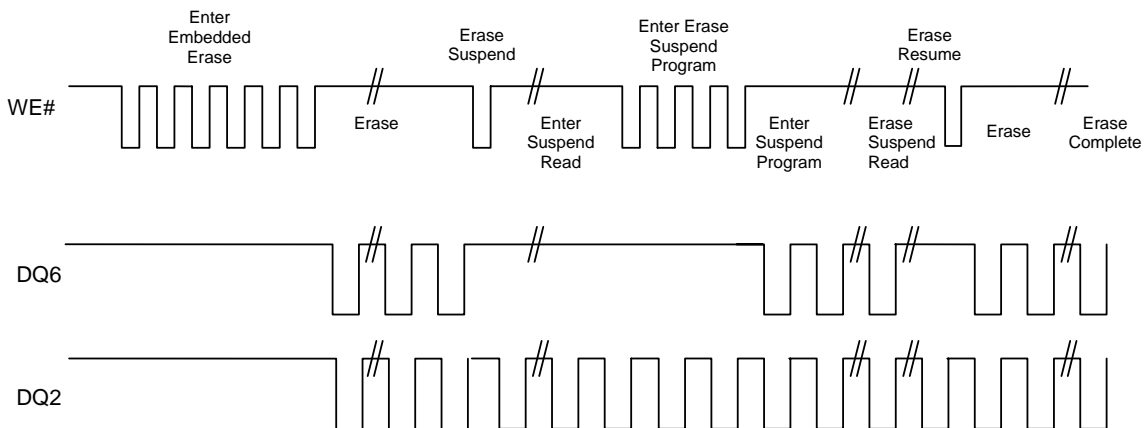 Enter
Embedded
Erase
Erase
Suspend
Enter Erase
Suspend
Program
Erase
Resume
WE#
Erase
Enter
Suspend
Read
Enter
Suspend
Program
Erase
Suspend
Read
Erase
Erase
Complete
DQ6
DQ2